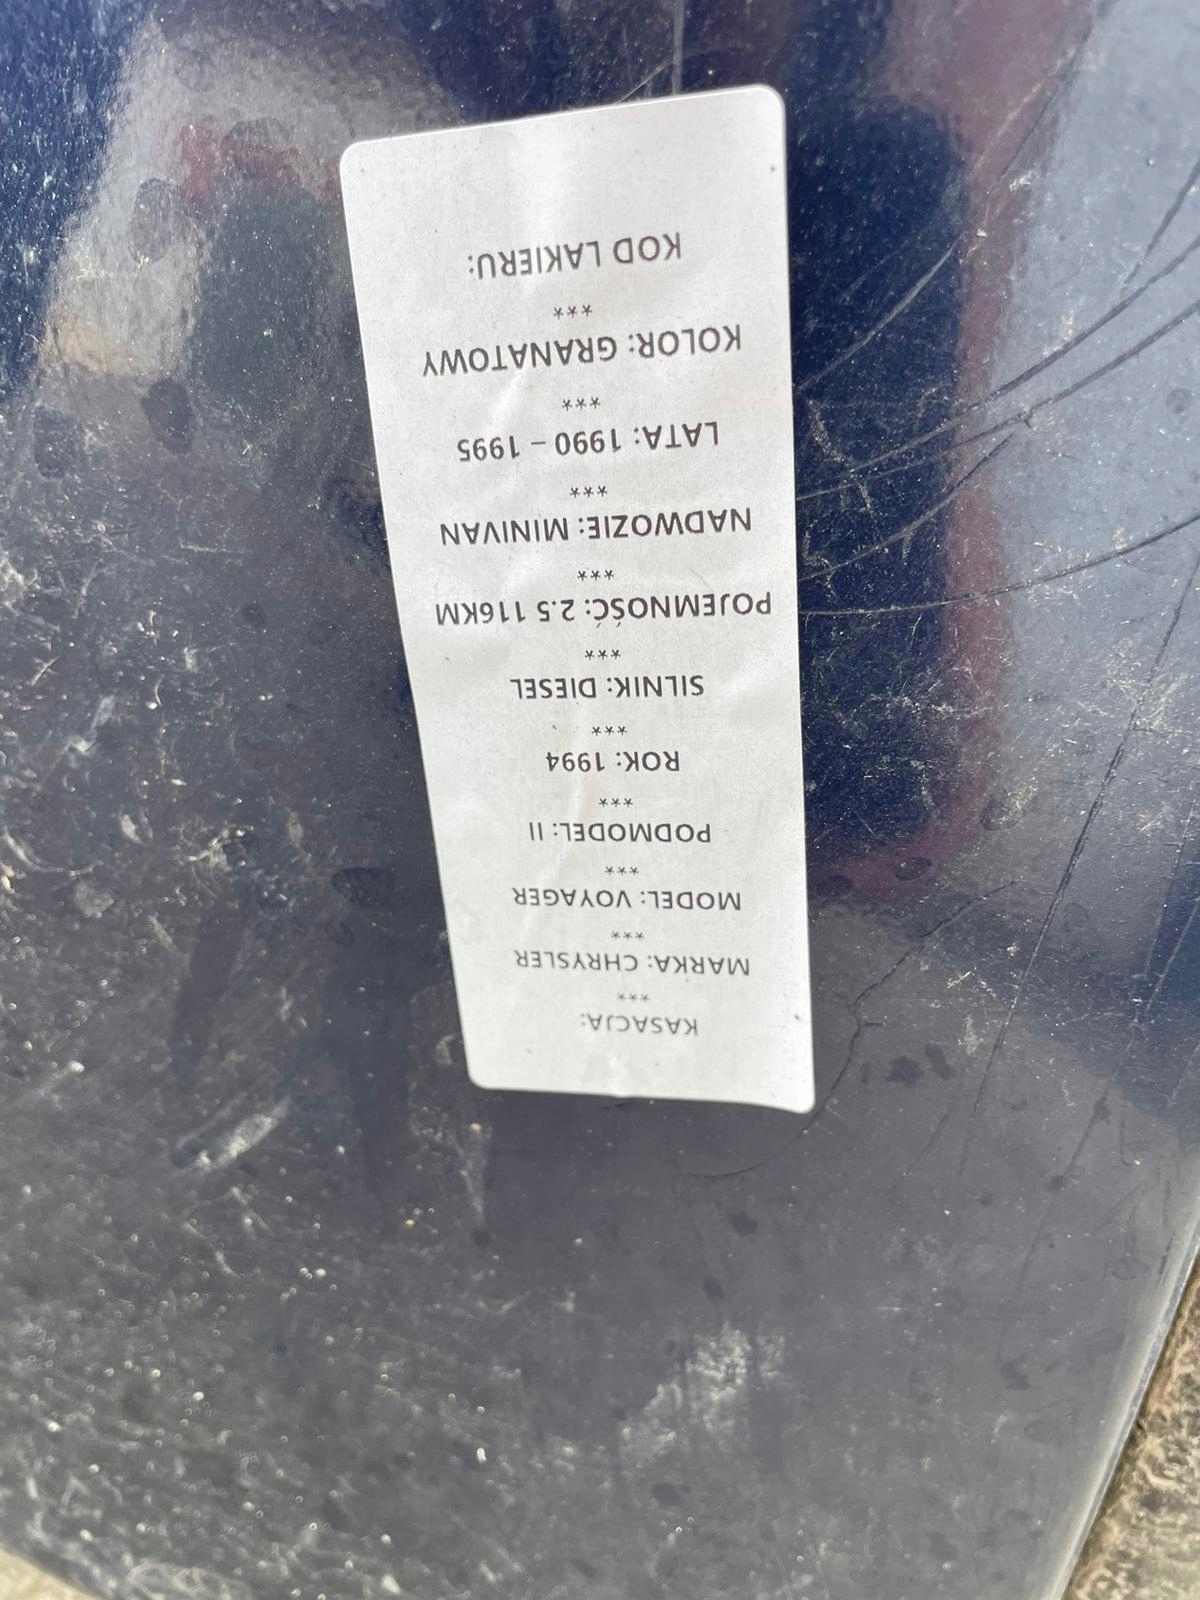 KASACJA:
***
MARKA: CHRYSLER
***
MODEL: VOYAGER
***
PODMODEL: II
***
ROK: 1994
***
SILNIK: DIESEL
***
POJEMNOŚĆ: 2.5 116KM
***
NADWOZIE: MINIVAN
***
LATA: 1990 – 1995
***
KOLOR: GRANATOWY
***
KOD LAKIERU: